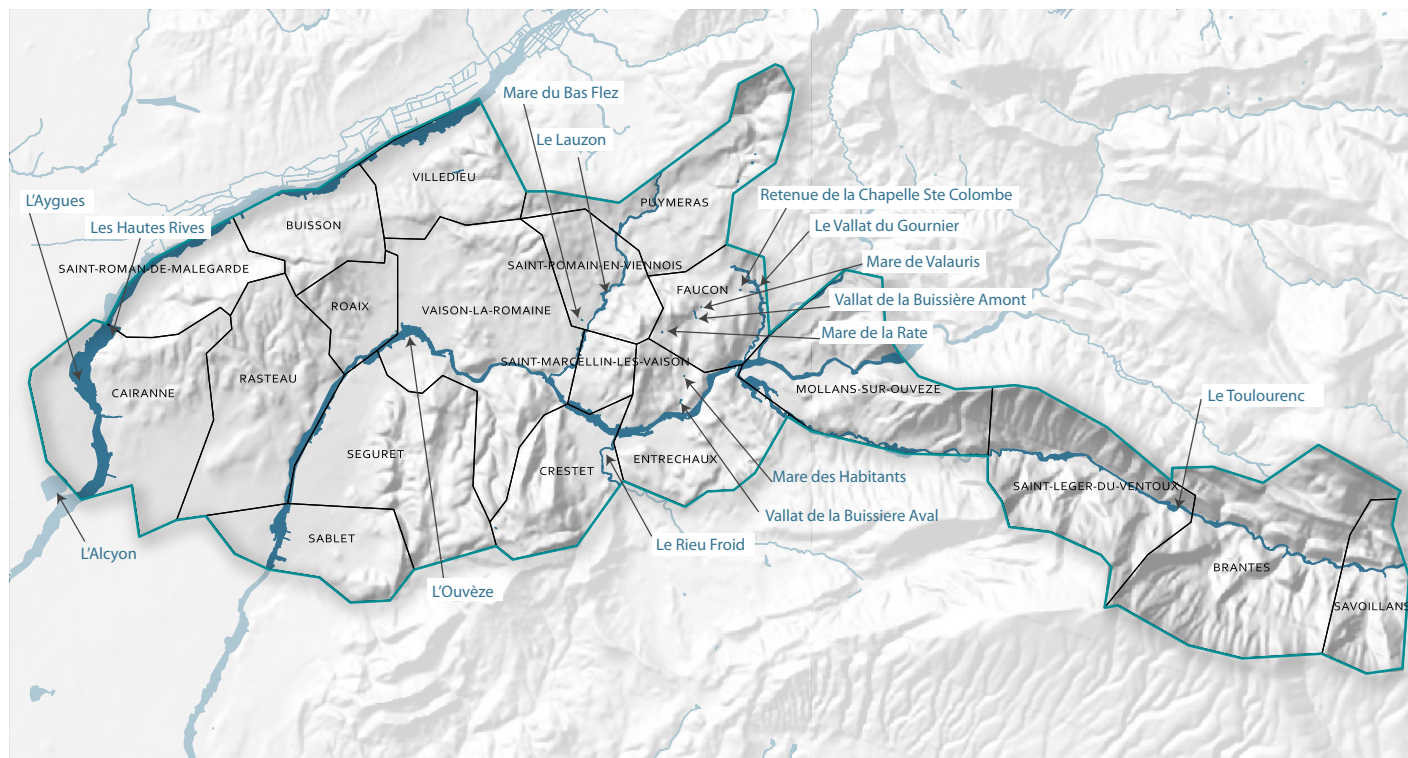 Mare du Bas Flez
Le Lauzon
VILLEDIEU
L'Aygues
PUYMERAS
Retenue de la Chapelle Ste Colombe
Les Hautes Rives
BUISSON
Le Vallat du Gournier
SAINT-ROMAN-DE-MALEGARDE
SAINT-ROMAIN-EN-VIENNOIS
Mare de Valauris
FAUCON
Vallat de la Buissière Amont
ROAIX
VAISON-LA-ROMAINE
Mare de la Rate
SAINT-MARCELLIN-LES-VAISON
RASTEAU
CAIRANNE
MOLLANS-SUR-OUVEZE
Le Toulourenc
SEGURET
CRESTET
ENTRECHAUX
Mare des Habitants
SAINT-LEGER-DU-VENTOUX
Vallat de la Buissiere Aval
SABLET
Le Rieu Froid
L'Alcyon
BRANTES
L'Ouvèze
SAVOILLANS